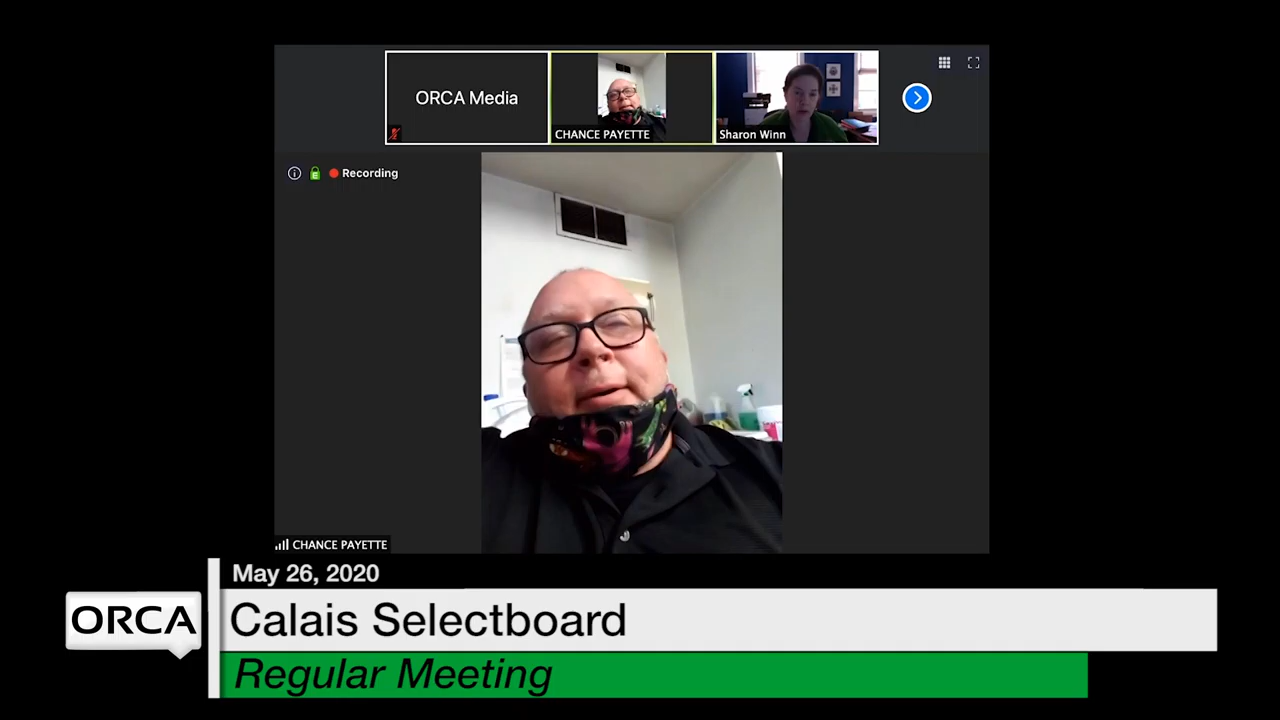 ORCA Media
CHANCE PAYETTE
Sharon Winn
Recording
CHANCE PAYETTE
May 26, 2020
ORCA
Calais Selectboard
Regular Meeting